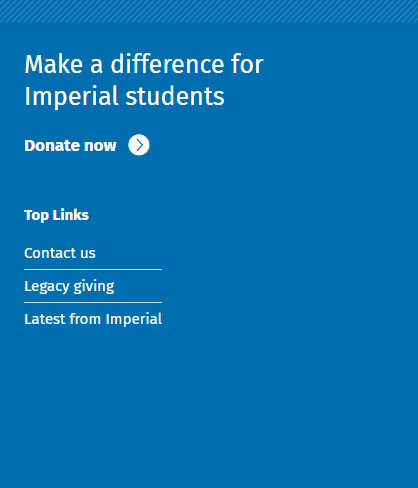 Make a difference for
Imperial students
Donate now
Top Links
Contact us
Legacy giving
Latest from Imperial